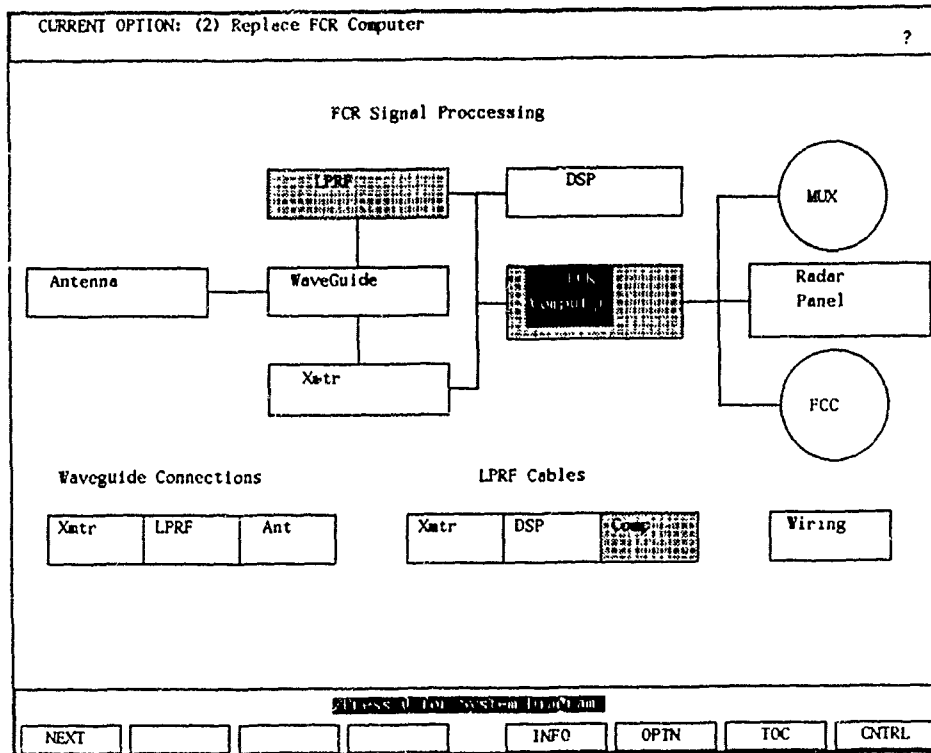 CURRENT OPTION: (2) Replace FCR Computer
?
FCR Signal Proccessing
LPRF
DSP
MUX
Antenna
WaveGuide
Radar
Panel
Xmtr
FCC
Waveguide Connections
LPRF Cables
Xmtr
LPRF
Ant
Xmtr
DSP
Comp
Wiring
System
NEXT
INFO
OPTN
TOC
CNTRL